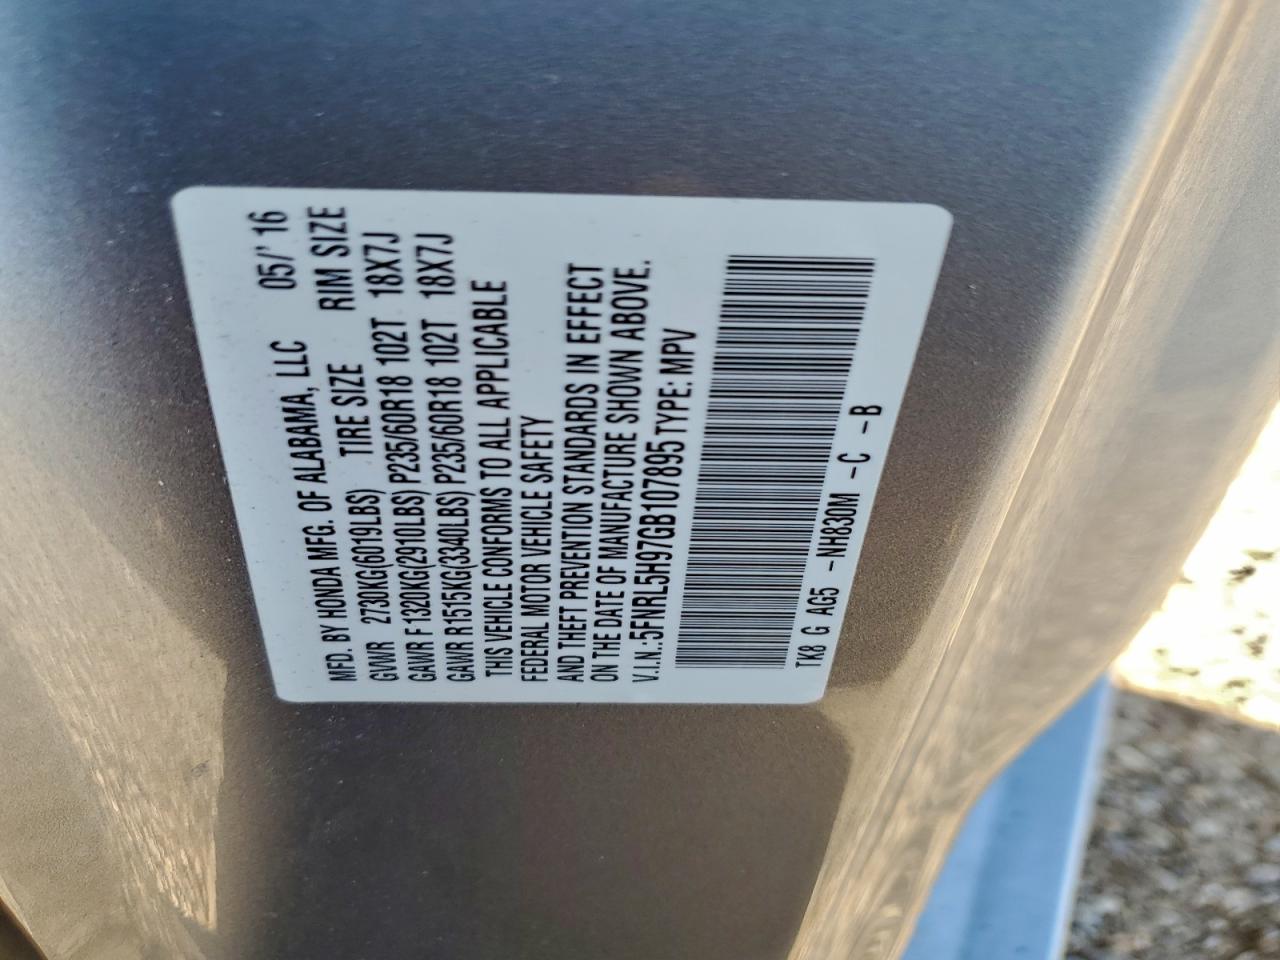 MFD. BY HONDA MFG. OF ALABAMA, LLC 05/' 16
GVWR 2730KG(6019LBS) TIRE SIZE RIM SIZE
GAWR F 1320KG(2910LBS) P235/60R18 102T 18X7J
GAWR R 1515KG(3340LBS) P235/60R18 102T 18X7J
THIS VEHICLE CONFORMS TO ALL APPLICABLE
FEDERAL MOTOR VEHICLE SAFETY
AND THEFT PREVENTION STANDARDS IN EFFECT
ON THE DATE OF MANUFACTURE SHOWN ABOVE.
V.I.N.:5FNRL5H97GB107895 TYPE: MPV
TK8 G AG5 -NH830M -C -B